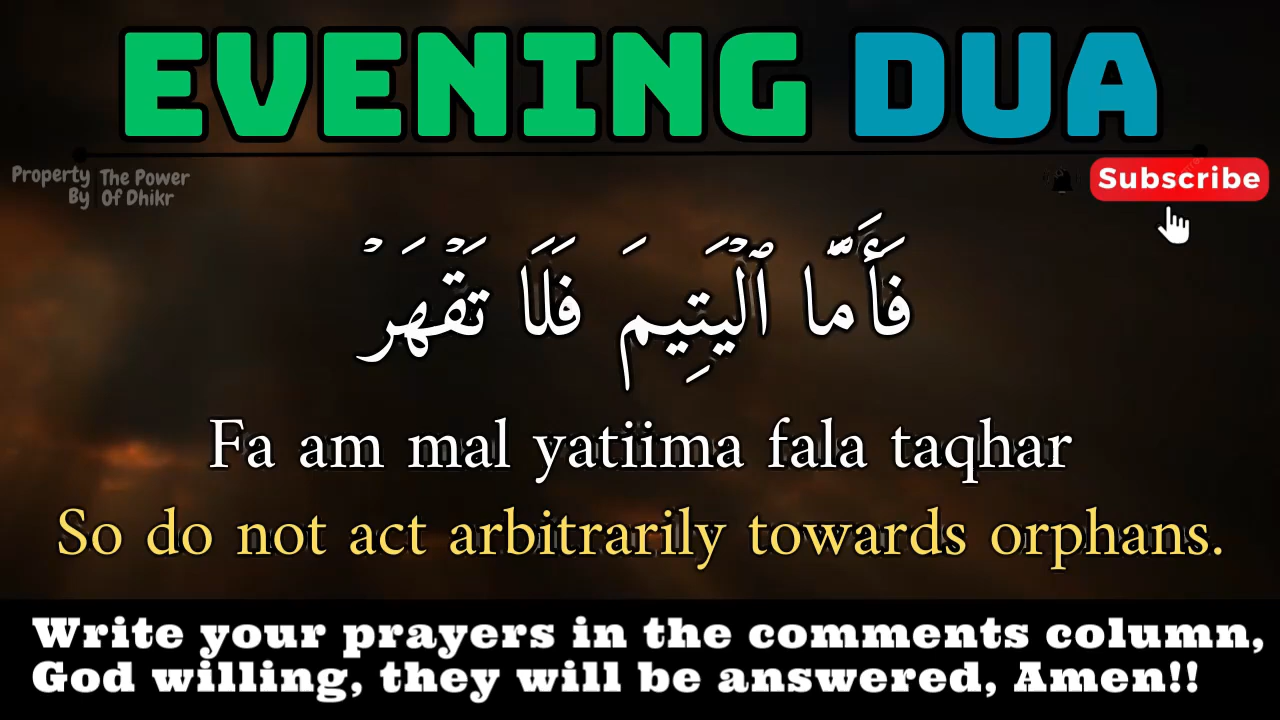 EVENING DUA
Property By
The Power Of Dhikr
Subscribe
فَأَمَّا ٱلْيَتِيمَ فَلَا تَقْهَرْ
Fa am mal yatiima fala taqhar
So do not act arbitrarily towards orphans.
Write your prayers in the comments column,
God willing, they will be answered, Amen!!